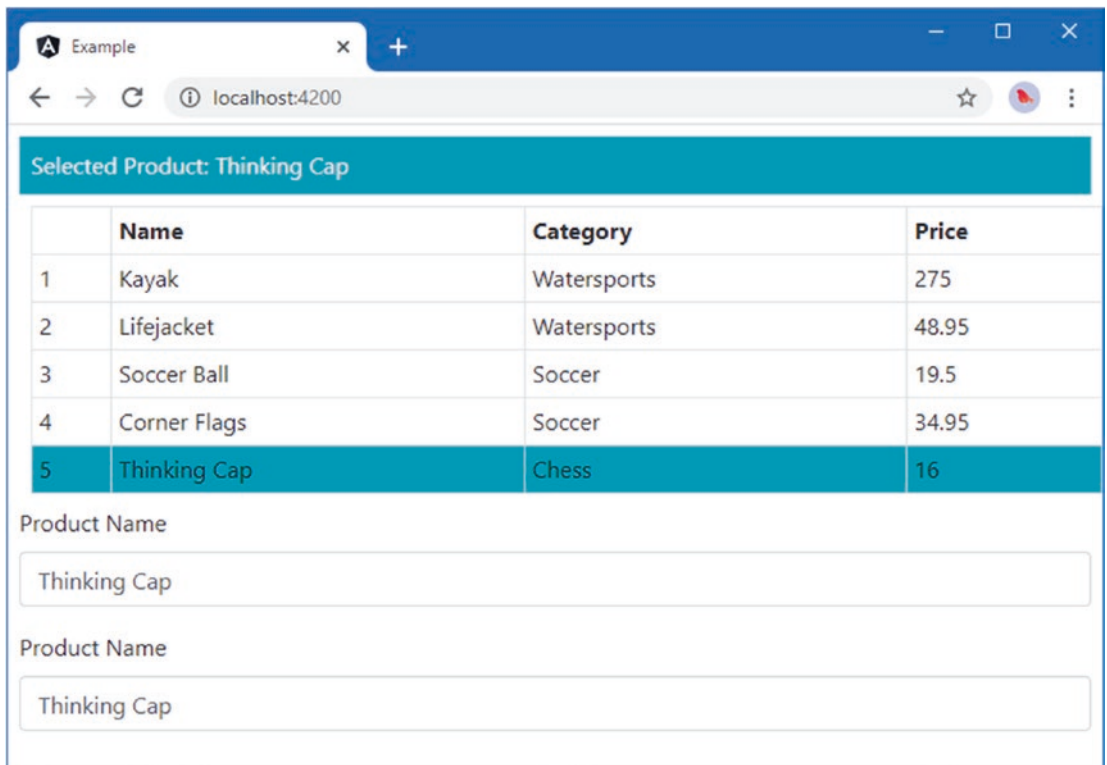 Example
localhost:4200
Selected Product: Thinking Cap
Name Category Price
1 Kayak Watersports 275
2 Lifejacket Watersports 48.95
3 Soccer Ball Soccer 19.5
4 Corner Flags Soccer 34.95
5 Thinking Cap Chess 16
Product Name
Thinking Cap
Product Name
Thinking Cap